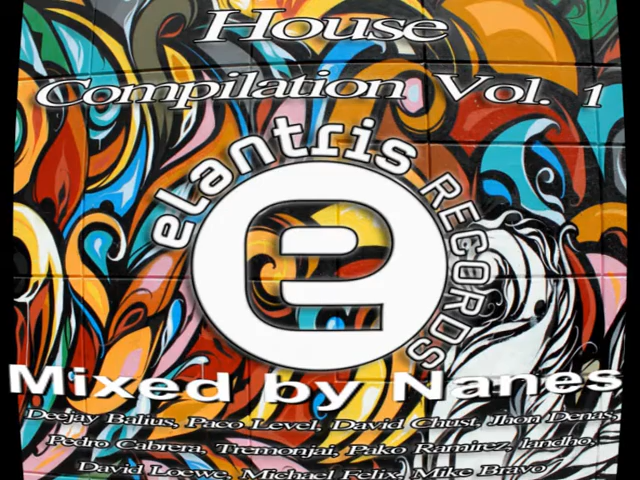 House
Compilation Vol. 1
elantris RECORDS
e
Mixed by Nanes
Deejay Balius, Paco Level, David Chust, Jhon Denas,
Pedro Cabrera, Tremonjai, Pako Ramirez, Iandho,
David Loewe, Michael Felix, Mike Bravo